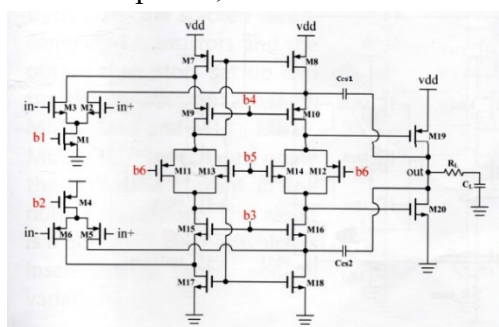 vdd
vdd
M7
M8
Ccs1
vdd
in-
M3
M2
in+
M9
b4
M10
M19
b1
M1
b6
M11
M13
b5
M14
M12
b6
out
RL
CL
b2
M4
M20
in-
M6
M5
in+
M15
b3
M16
Ccs2
M17
M18